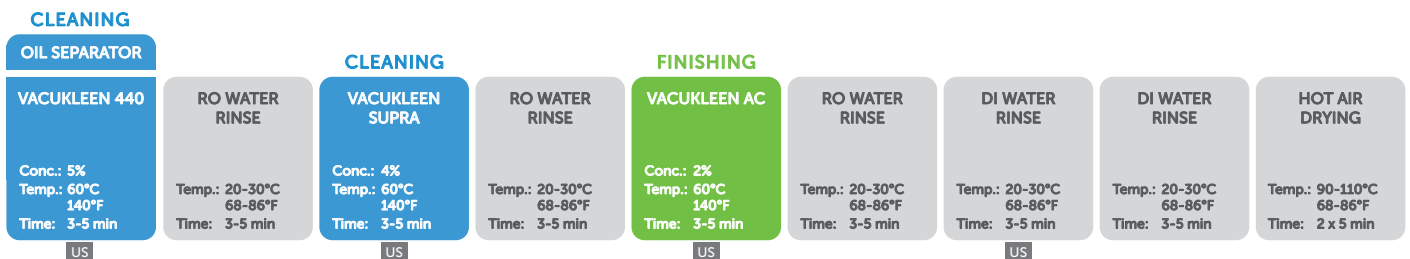 CLEANING
OIL SEPARATOR
VACUKLEEN 440
Conc.: 5%
Temp.: 60°C
140°F
Time: 3-5 min
US
RO WATER
RINSE
Temp.: 20-30°C
68-86°F
Time: 3-5 min
CLEANING
VACUKLEEN
SUPRA
Conc.: 4%
Temp.: 60°C
140°F
Time: 3-5 min
US
RO WATER
RINSE
Temp.: 20-30°C
68-86°F
Time: 3-5 min
FINISHING
VACUKLEEN AC
Conc.: 2%
Temp.: 60°C
140°F
Time: 3-5 min
US
RO WATER
RINSE
Temp.: 20-30°C
68-86°F
Time: 3-5 min
DI WATER
RINSE
Temp.: 20-30°C
68-86°F
Time: 3-5 min
US
DI WATER
RINSE
Temp.: 20-30°C
68-86°F
Time: 3-5 min
HOT AIR
DRYING
Temp.: 90-110°C
68-86°F
Time: 2 x 5 min